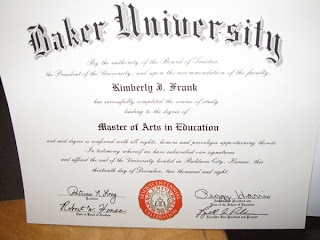 Baker University
By the authority of the Board of Trustees,
the President of the University, and upon the recommendation of the faculty,
Kimberly J. Frank
has successfully completed the course of study
leading to the degree of
Master of Arts in Education
and said degree is conferred with all rights, honors and privileges appertaining thereto.
In testimony whereof we have subscribed our signatures
and affixed the seal of the University located in Baldwin City, Kansas, this
thirteenth day of December, two thousand and eight.
President